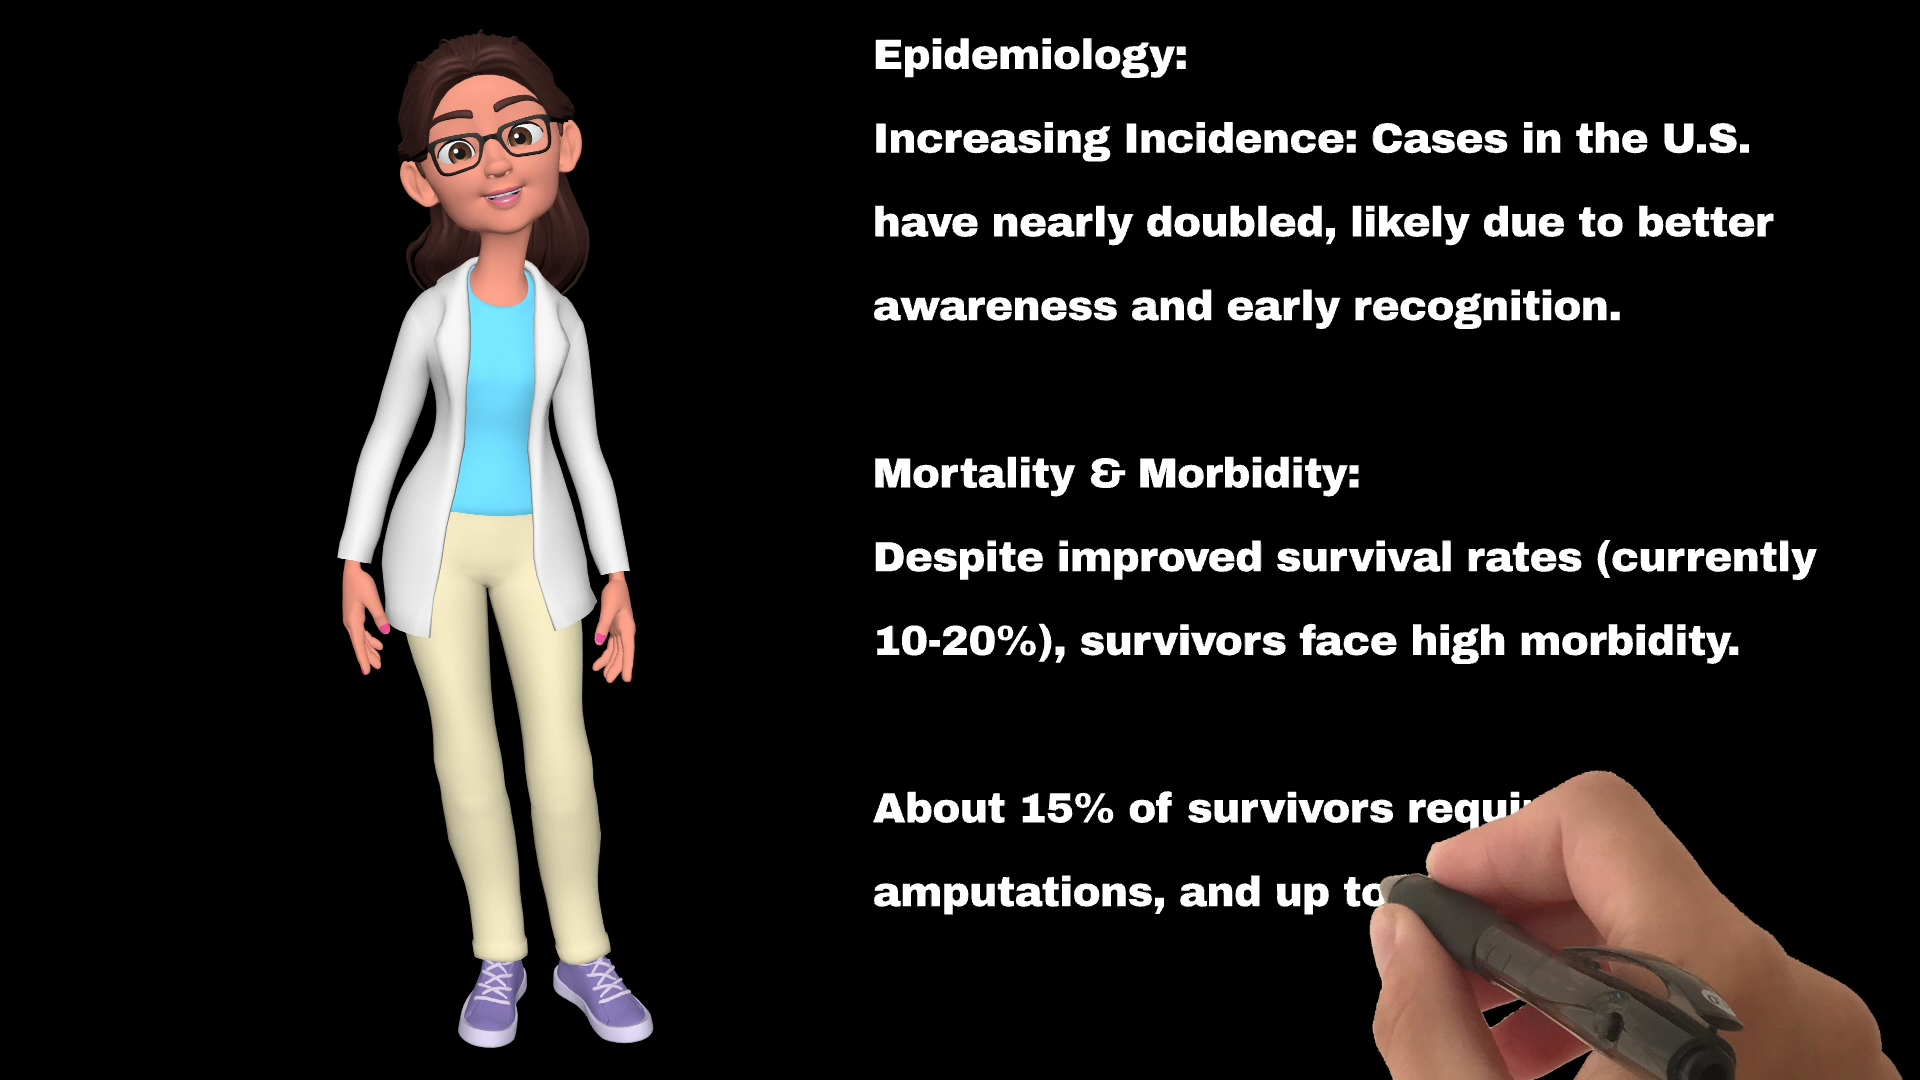 Epidemiology:
Increasing Incidence: Cases in the U.S.
have nearly doubled, likely due to better
awareness and early recognition.
Mortality & Morbidity:
Despite improved survival rates (currently
10-20%), survivors face high morbidity.
About 15% of survivors
amputations, and up to